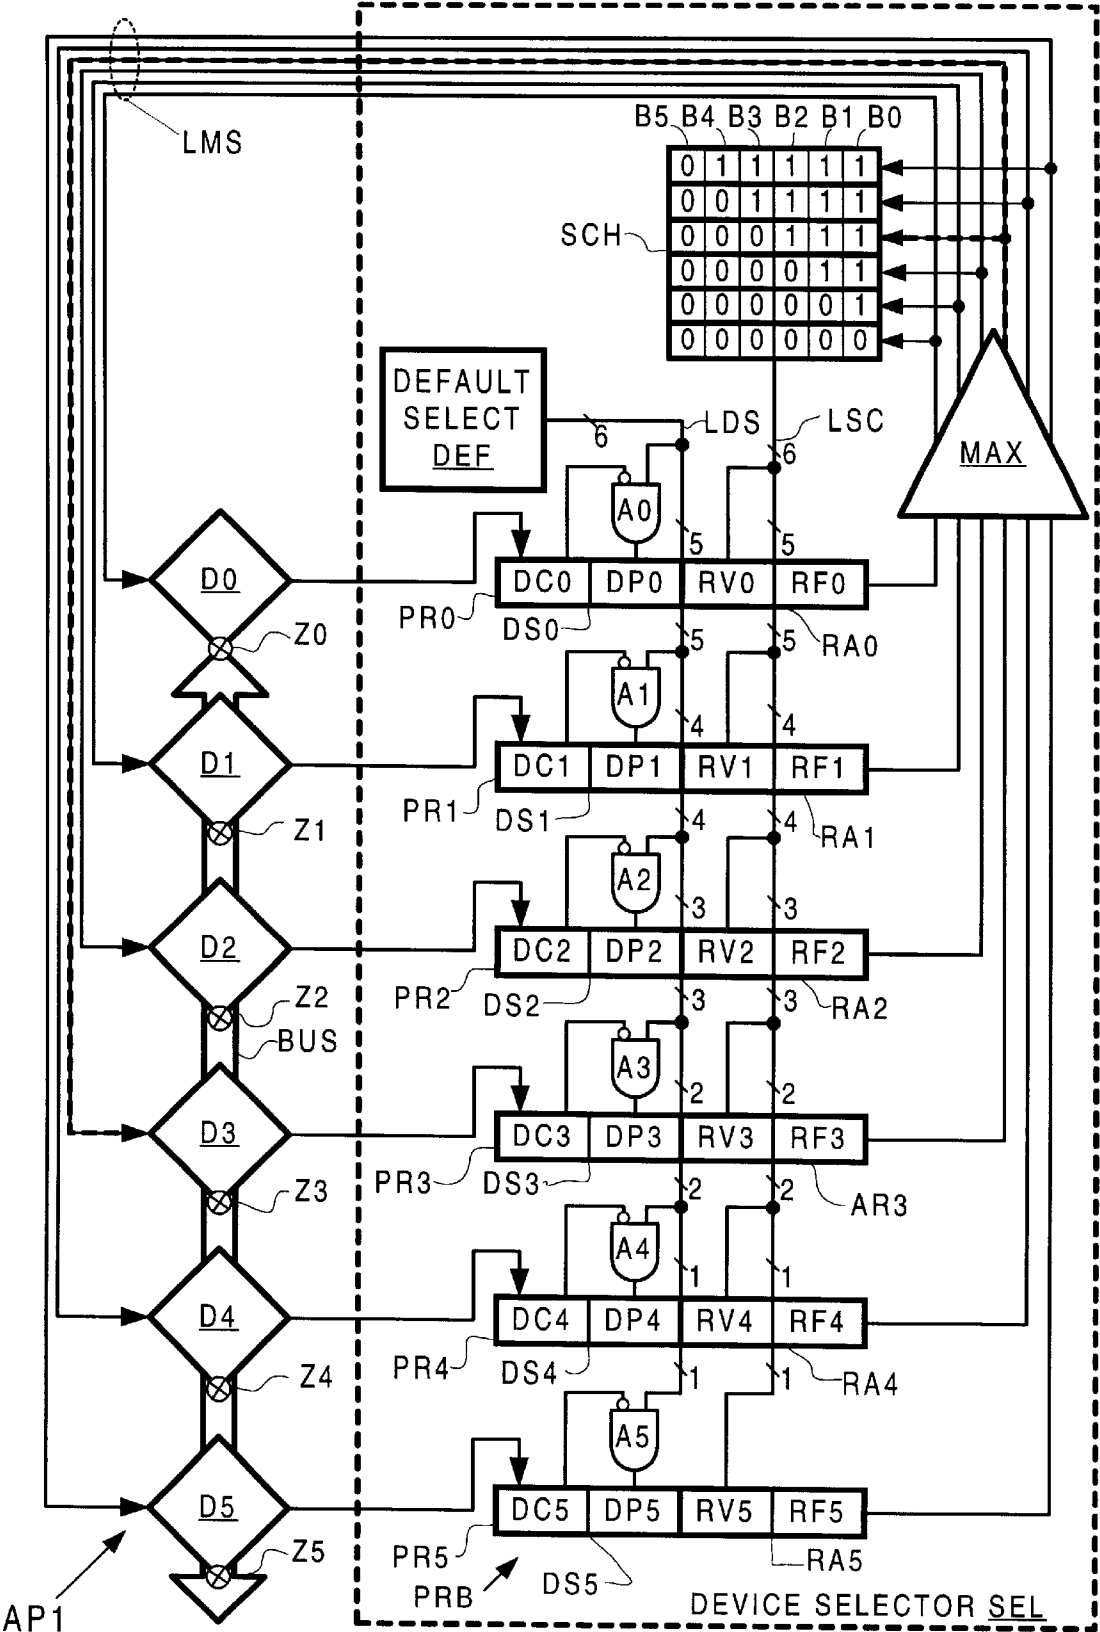 LMS
B5 B4 B3 B2 B1 B0
0 1 1 1 1 1
0 0 1 1 1 1
SCH
0 0 0 1 1 1
0 0 0 0 1 1
0 0 0 0 0 1
0 0 0 0 0 0
DEFAULT
SELECT
DEF
6
LDS
LSC
6
MAX
A0
5
5
D0
DC0 DP0 RV0 RF0
PR0
DS0
Z0
5
5
RA0
A1
4
4
D1
DC1 DP1 RV1 RF1
PR1
DS1
Z1
4
4
RA1
A2
3
3
D2
DC2 DP2 RV2 RF2
PR2
DS2
Z2
3
3
RA2
BUS
A3
2
2
D3
DC3 DP3 RV3 RF3
PR3
DS3
Z3
2
2
AR3
A4
1
1
D4
DC4 DP4 RV4 RF4
PR4
DS4
Z4
1
1
RA4
A5
D5
DC5 DP5 RV5 RF5
PR5
Z5
RA5
DS5
PRB
AP1
DEVICE SELECTOR SEL